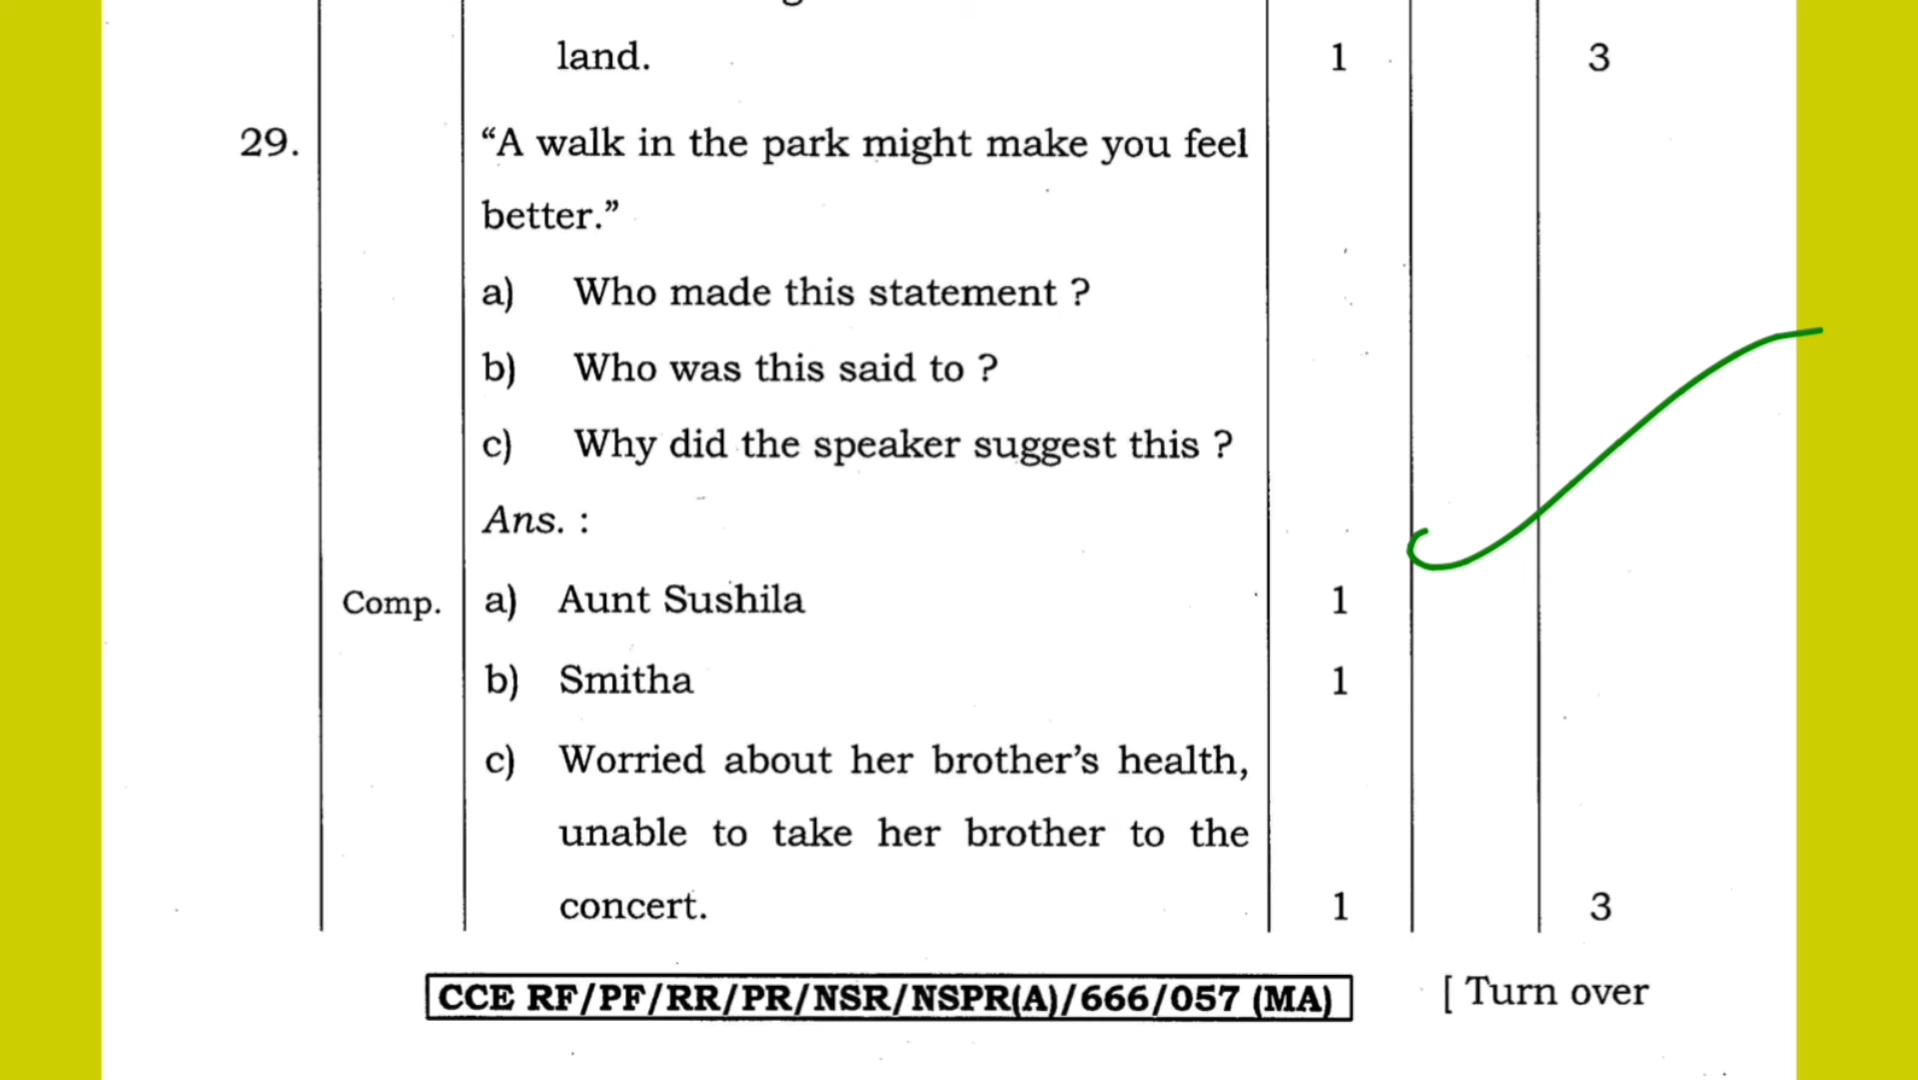 land. 1 3
29. “A walk in the park might make you feel
better.”
a) Who made this statement ?
b) Who was this said to ?
c) Why did the speaker suggest this ?
Ans. :
Comp. a) Aunt Sushila 1
b) Smitha 1
c) Worried about her brother’s health,
unable to take her brother to the
concert. 1 3
CCE RF/PF/RR/PR/NSR/NSPR(A)/666/057 (MA) [ Turn over